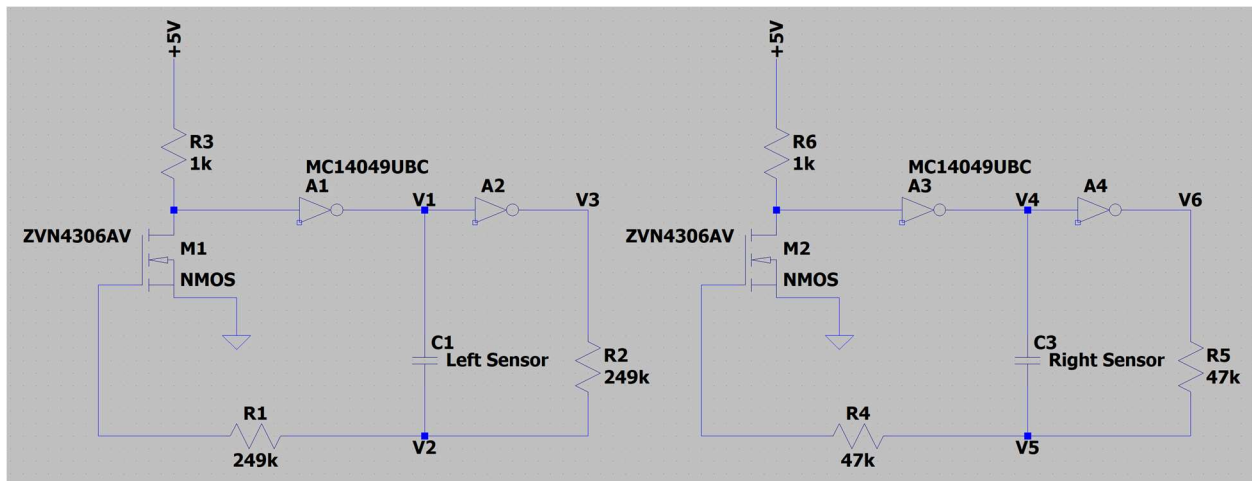 +5V
R3
1k
MC14049UBC
A1
A2
V1
V3
ZVN4306AV
M1
NMOS
C1
Left Sensor
R2
249k
R1
249k
V2
+5V
R6
1k
MC14049UBC
A3
A4
V4
V6
ZVN4306AV
M2
NMOS
C3
Right Sensor
R5
47k
R4
47k
V5